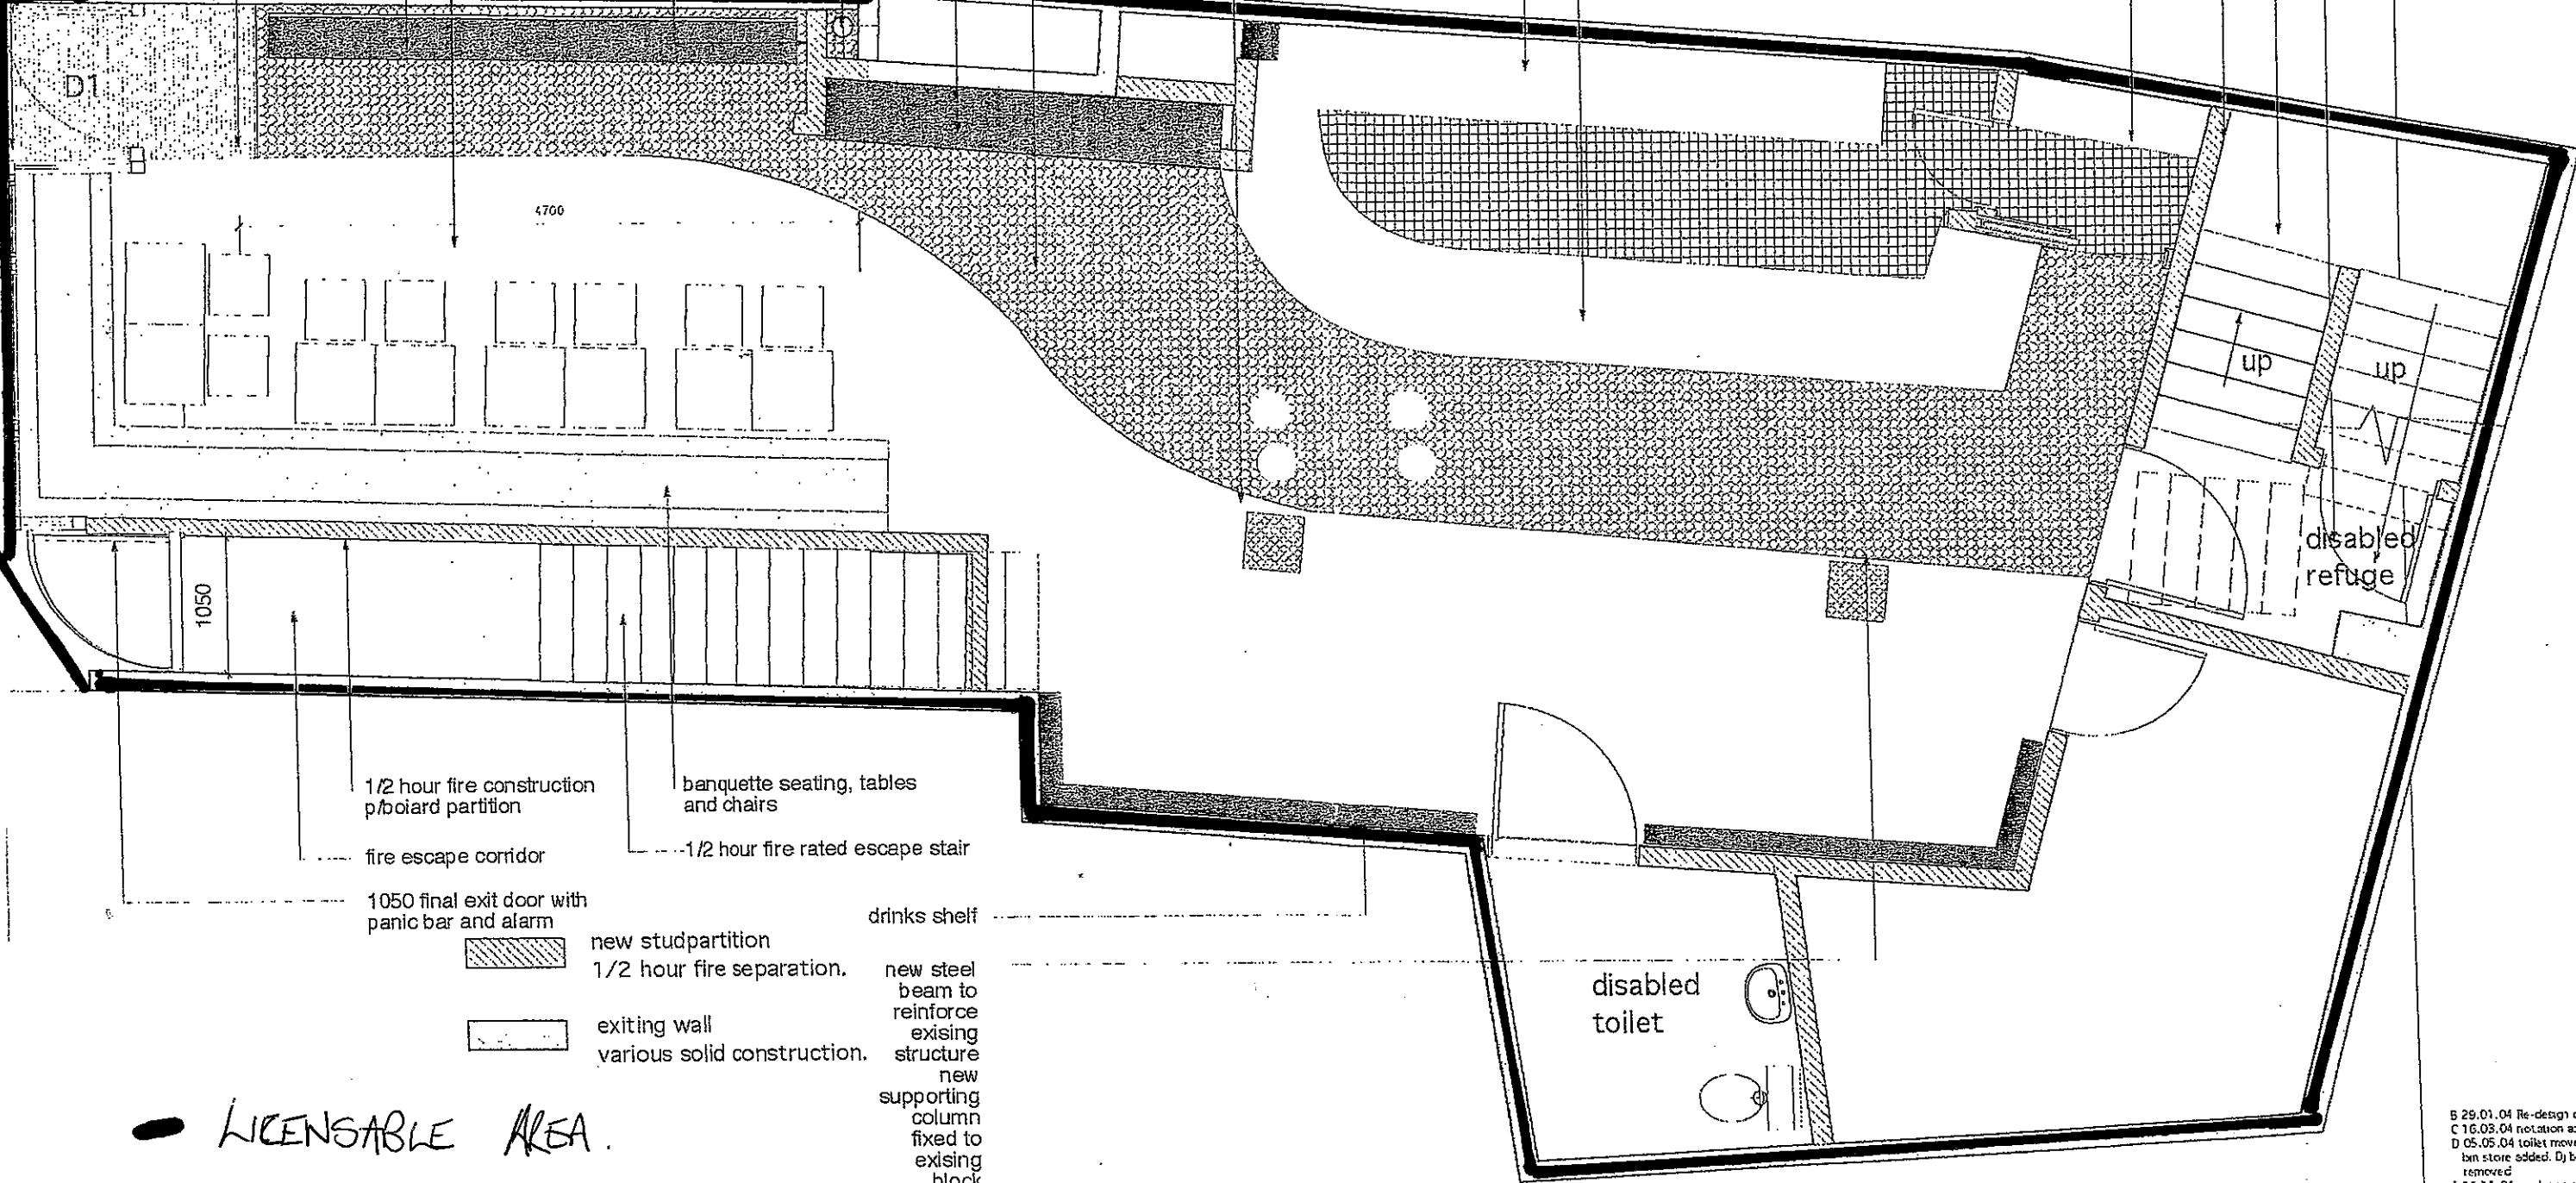 D1
4700
up
up
disabled
refuge
1050
1/2 hour fire construction
p/boiard partition
banquette seating, tables
and chairs
fire escape corridor
1/2 hour fire rated escape stair
1050 final exit door with
panic bar and alarm
drinks shelf
new studpartition
1/2 hour fire separation.
exiting wall
various solid construction.
new steel
beam to
reinforce
exising
structure
new
supporting
column
fixed to
exising
block
disabled
toilet
LICENSABLE AREA.
B 29.01.04 Re-design
C 16.03.04 notation
D 05.05.04 toilet
bin store added. Dj
removed